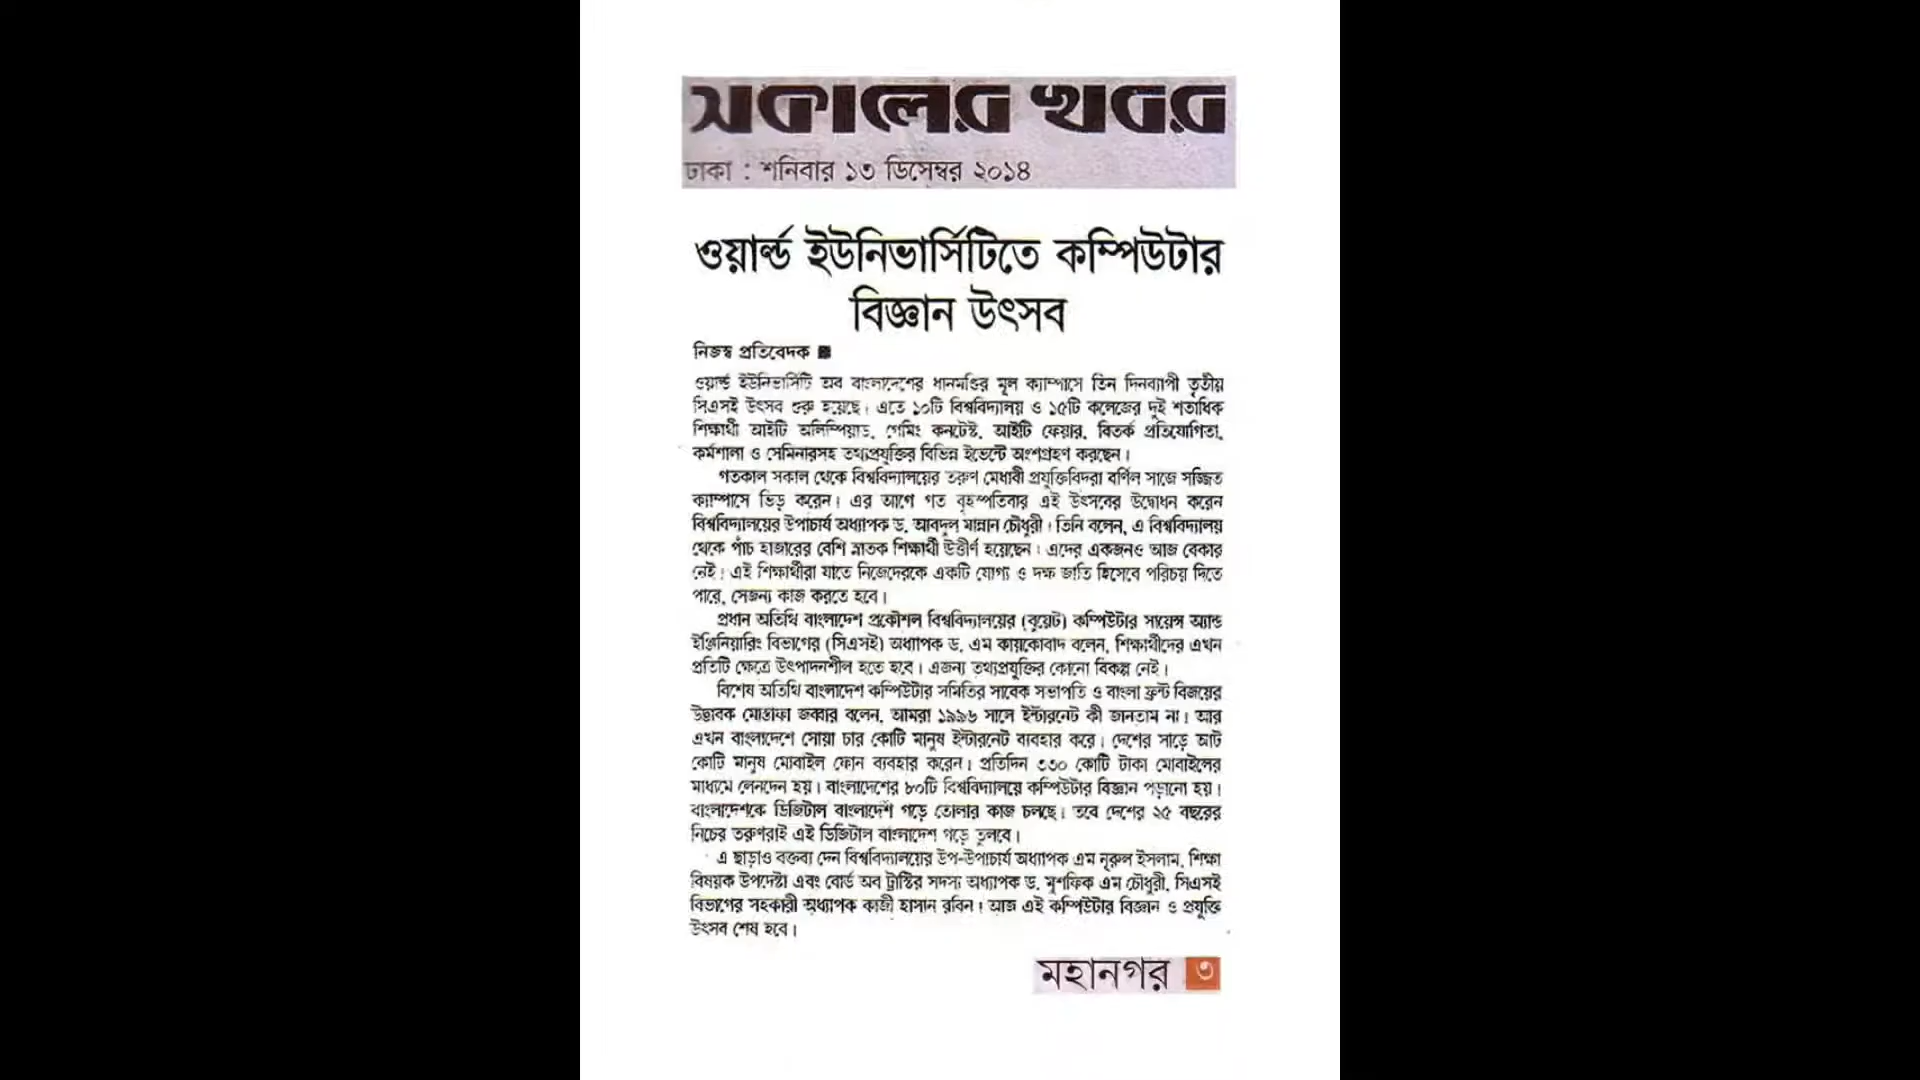 সকালের খবর
ঢাকা : শনিবার ১৩ ডিসেম্বর ২০১৪
ওয়ার্ল্ড ইউনিভার্সিটিতে কম্পিউটার
বিজ্ঞান উৎসব
নিজস্ব প্রতিবেদক
ওয়ার্ল্ড ইউনিভার্সিটি অব বাংলাদেশের ধানমণ্ডির মূল ক্যাম্পাসে তিন দিনব্যাপী তৃতীয়
সিএসই উৎসব শুরু হয়েছে। এতে ১০টি বিশ্ববিদ্যালয় ও ১৫টি কলেজের দুই শতাধিক
শিক্ষার্থী আইটি অলিম্পিয়াড, গেমিং কনটেস্ট, আইটি ফেয়ার, বিতর্ক প্রতিযোগিতা,
কর্মশালা ও সেমিনারসহ তথ্যপ্রযুক্তির বিভিন্ন ইভেন্টে অংশগ্রহণ করছেন।
গতকাল সকাল থেকে বিশ্ববিদ্যালয়ের তরুণ মেধাবী প্রযুক্তিবিদরা বর্ণিল সাজে সজ্জিত
ক্যাম্পাসে ভিড় করেন। এর আগে গত বৃহস্পতিবার এই উৎসবের উদ্বোধন করেন
বিশ্ববিদ্যালয়ের উপাচার্য অধ্যাপক ড. আবদুল মান্নান চৌধুরী। তিনি বলেন, এ বিশ্ববিদ্যালয়
থেকে পাঁচ হাজারের বেশি স্নাতক শিক্ষার্থী উত্তীর্ণ হয়েছেন। এদের একজনও আজ বেকার
নেই। এই শিক্ষার্থীরা যাতে নিজেদেরকে একটি যোগ্য ও দক্ষ জাতি হিসেবে পরিচয় দিতে
পারে, সেজন্য কাজ করতে হবে।
প্রধান অতিথি বাংলাদেশ প্রকৌশল বিশ্ববিদ্যালয়ের (বুয়েট) কম্পিউটার সায়েন্স অ্যান্ড
ইঞ্জিনিয়ারিং বিভাগের (সিএসই) অধ্যাপক ড. এম কায়কোবাদ বলেন, শিক্ষার্থীদের এখন
প্রতিটি ক্ষেত্রে উৎপাদনশীল হতে হবে। এজন্য তথ্যপ্রযুক্তির কোনো বিকল্প নেই।
বিশেষ অতিথি বাংলাদেশ কম্পিউটার সমিতির সাবেক সভাপতি ও বাংলা ফ্রন্ট বিজয়ের
উদ্ভাবক মোস্তাফা জব্বার বলেন, আমরা ১৯৯৬ সালে ইন্টারনেট কী জানতাম না। আর
এখন বাংলাদেশে সোয়া চার কোটি মানুষ ইন্টারনেট ব্যবহার করে। দেশের সাড়ে আট
কোটি মানুষ মোবাইল ফোন ব্যবহার করেন। প্রতিদিন ৩৩০ কোটি টাকা মোবাইলের
মাধ্যমে লেনদেন হয়। বাংলাদেশের ৮০টি বিশ্ববিদ্যালয়ে কম্পিউটার বিজ্ঞান পড়ানো হয়।
বাংলাদেশকে ডিজিটাল বাংলাদেশ গড়ে তোলার কাজ চলছে। তবে দেশের ২৫ বছরের
নিচের তরুণরাই এই ডিজিটাল বাংলাদেশ গড়ে তুলবে।
এ ছাড়াও বক্তব্য দেন বিশ্ববিদ্যালয়ের উপ-উপাচার্য অধ্যাপক এম নূরুল ইসলাম, শিক্ষা
বিষয়ক উপদেষ্টা এবং বোর্ড অব ট্রাস্টির সদস্য অধ্যাপক ড. মুশফিক এম চৌধুরী, সিএসই
বিভাগের সহকারী অধ্যাপক কাজী হাসান রবিন। আজ এই কম্পিউটার বিজ্ঞান ও প্রযুক্তি
উৎসব শেষ হবে।
মহানগর ৩